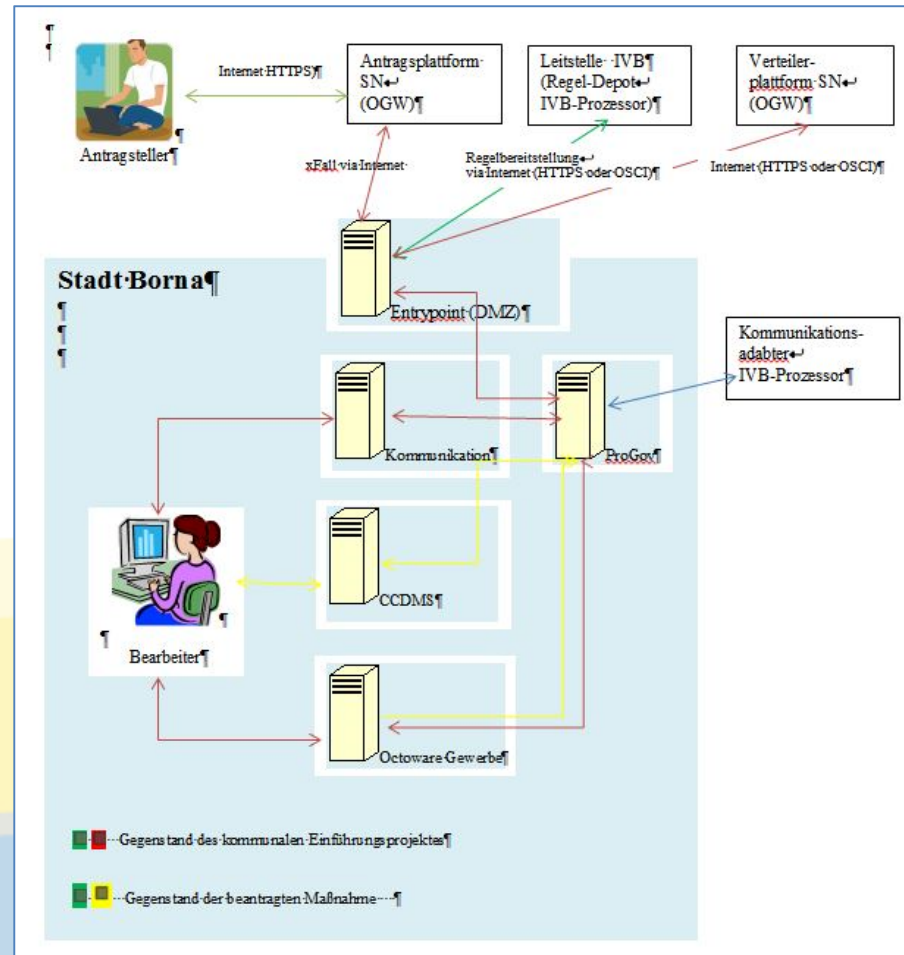 Internet HTTPS)
Antragsplattform
SN
(OGW)
Leitstelle IVB
(Regel-Depot
IVB-Prozessor)
Verteiler-
plattform SN
(OGW)
Antragsteller
xFall via Internet
Regelbereitstellung
via Internet (HTTPS oder OSCI)
Internet (HTTPS oder OSCI)
Stadt Borna
Entrypoint (DMZ)
Kommunikations-
adabter
IVB-Prozessor
Kommunikation
ProGov
CCDMS
Bearbeiter
Octoware Gewerbe
Gegenstand des kommunalen Einführungsprojektes
Gegenstand der beantragten Maßnahme